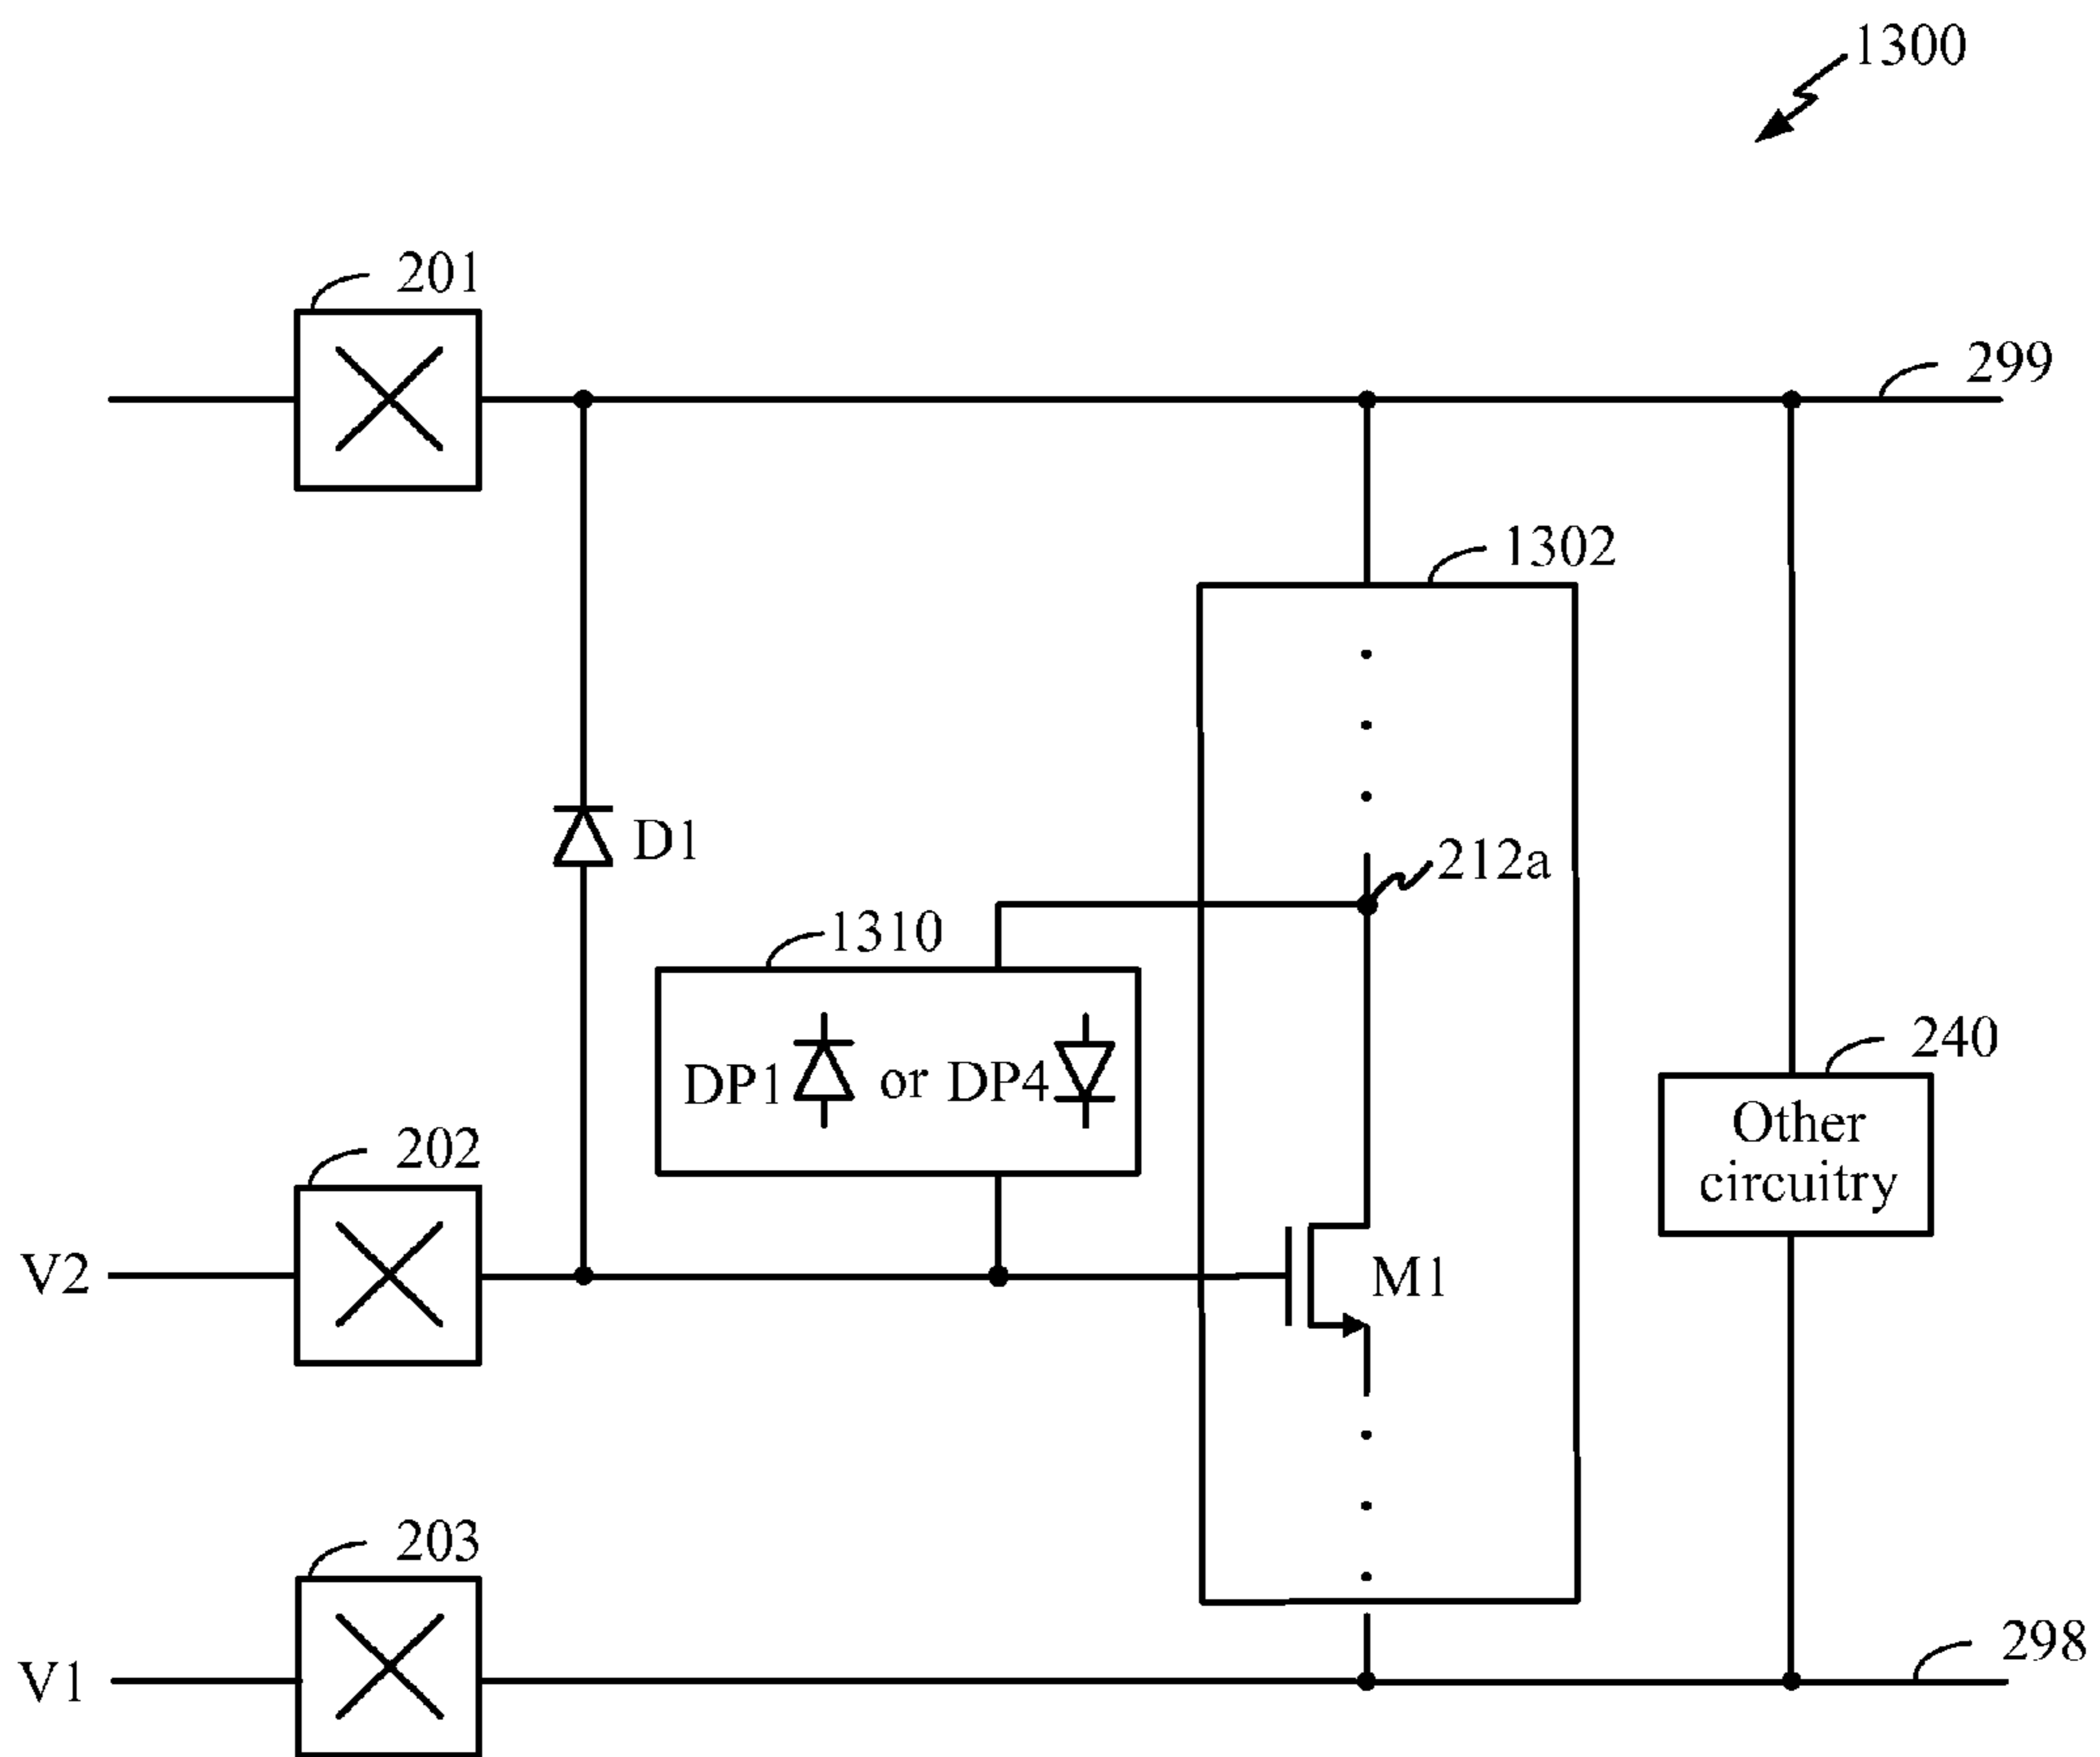 1300
201
299
1302
D1
212a
1310
DP1 or DP4
240
Other
circuitry
202
V2
M1
203
298
V1